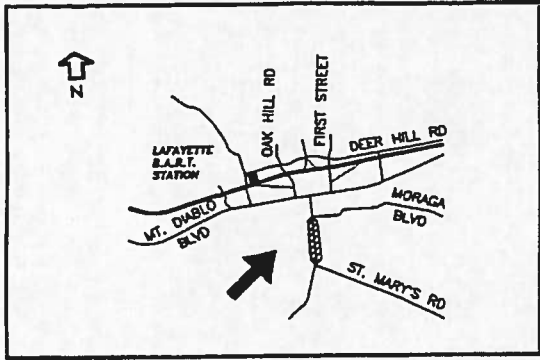 N
OAK HILL RD
FIRST STREET
DEER HILL RD
LAFAYETTE
B.A.R.T.
STATION
MT. DIABLO
BLVD
MORAGA
BLVD
ST. MARY'S RD